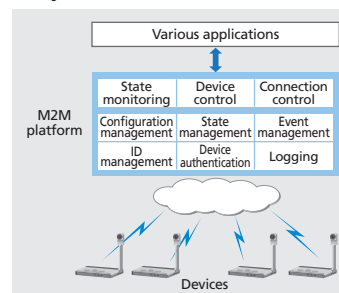 Various applications
State monitoring
Device control
Connection control
M2M platform
Configuration management
State management
Event management
ID management
Device authentication
Logging
Devices